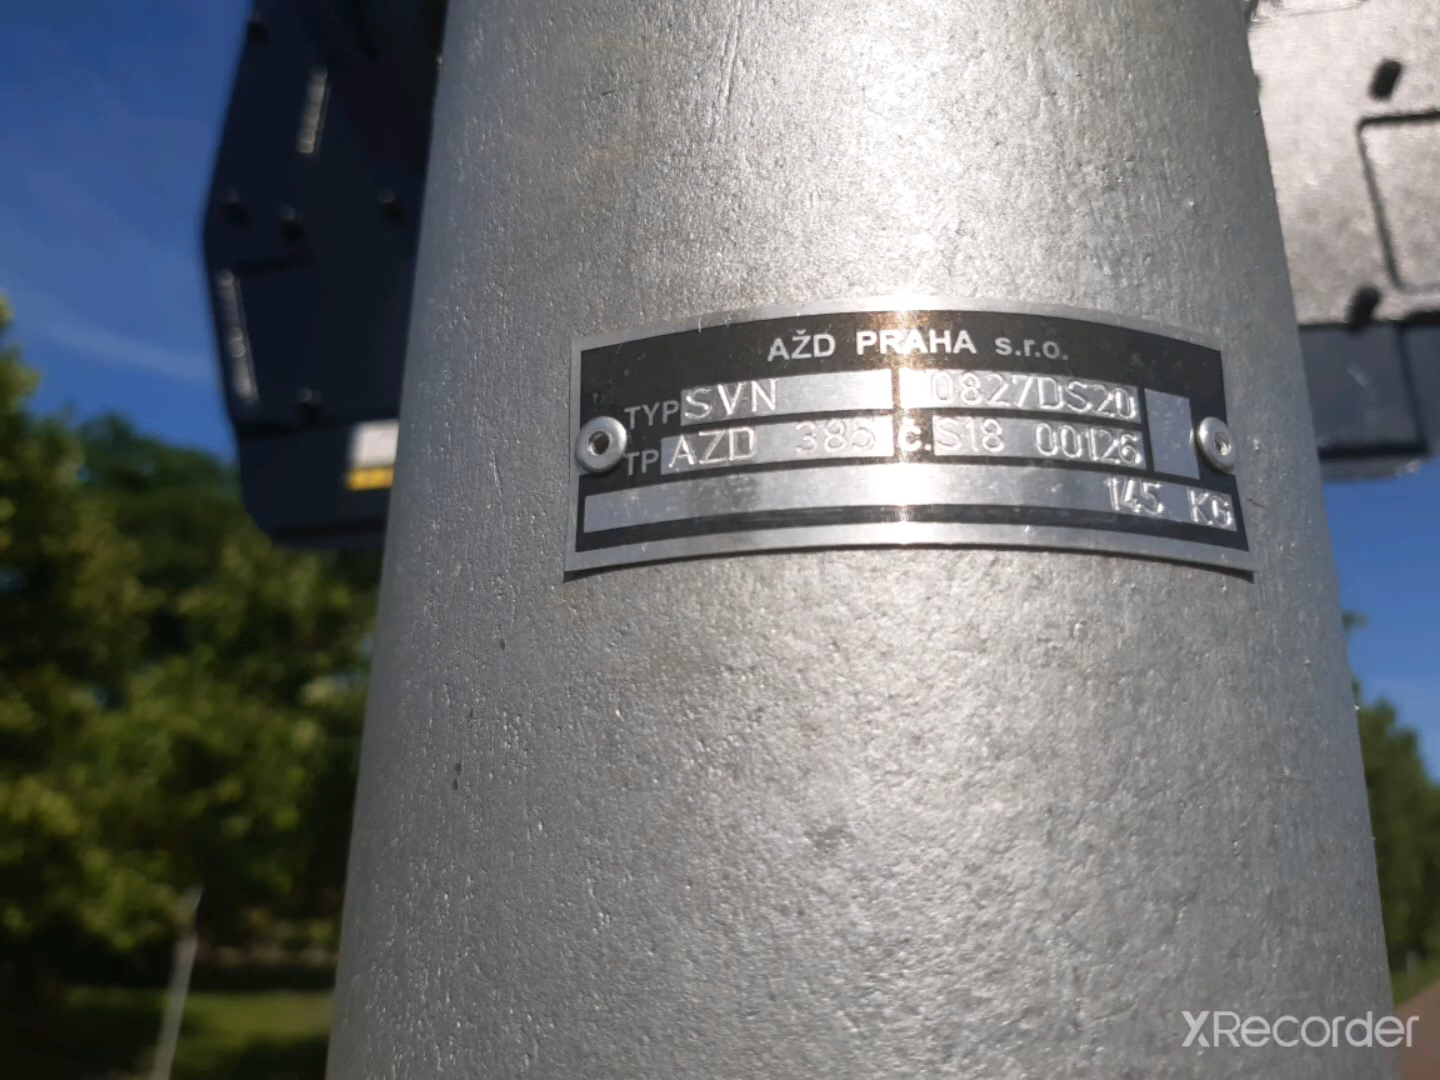 AŽD PRAHA s.r.o.
TYP SVN 0827DS20
TP AZD 385 č. S18 00126
145 KG
XRecorder